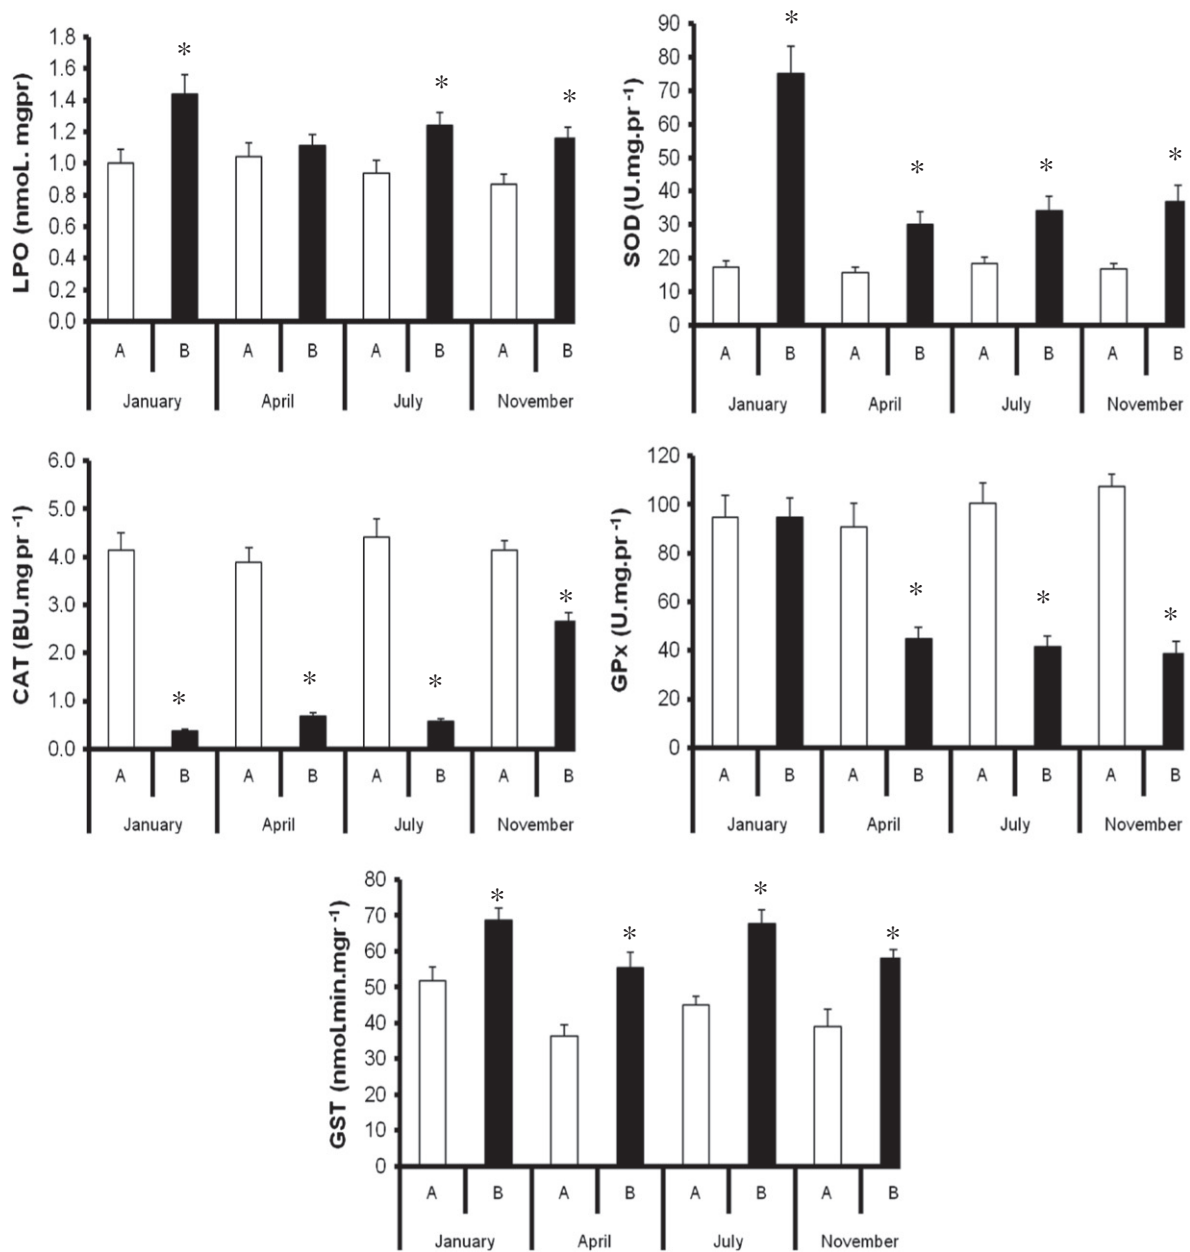 LPO (nmoL. mgpr)
1.8
1.6
1.4
1.2
1.0
0.8
0.6
0.4
0.2
0.0
* * *
A B A B A B A B
January April July November
SOD (U.mg.pr -1)
90
80
70
60
50
40
30
20
10
0
* * * *
A B A B A B A B
January April July November
CAT (BU.mg pr -1)
6.0
5.0
4.0
3.0
2.0
1.0
0.0
* * * *
A B A B A B A B
January April July November
GPx (U.mg.pr -1)
120
100
80
60
40
20
0
* * *
A B A B A B A B
January April July November
GST (nmoLmin.mgr -1)
80
70
60
50
40
30
20
10
0
* * * *
A B A B A B A B
January April July November